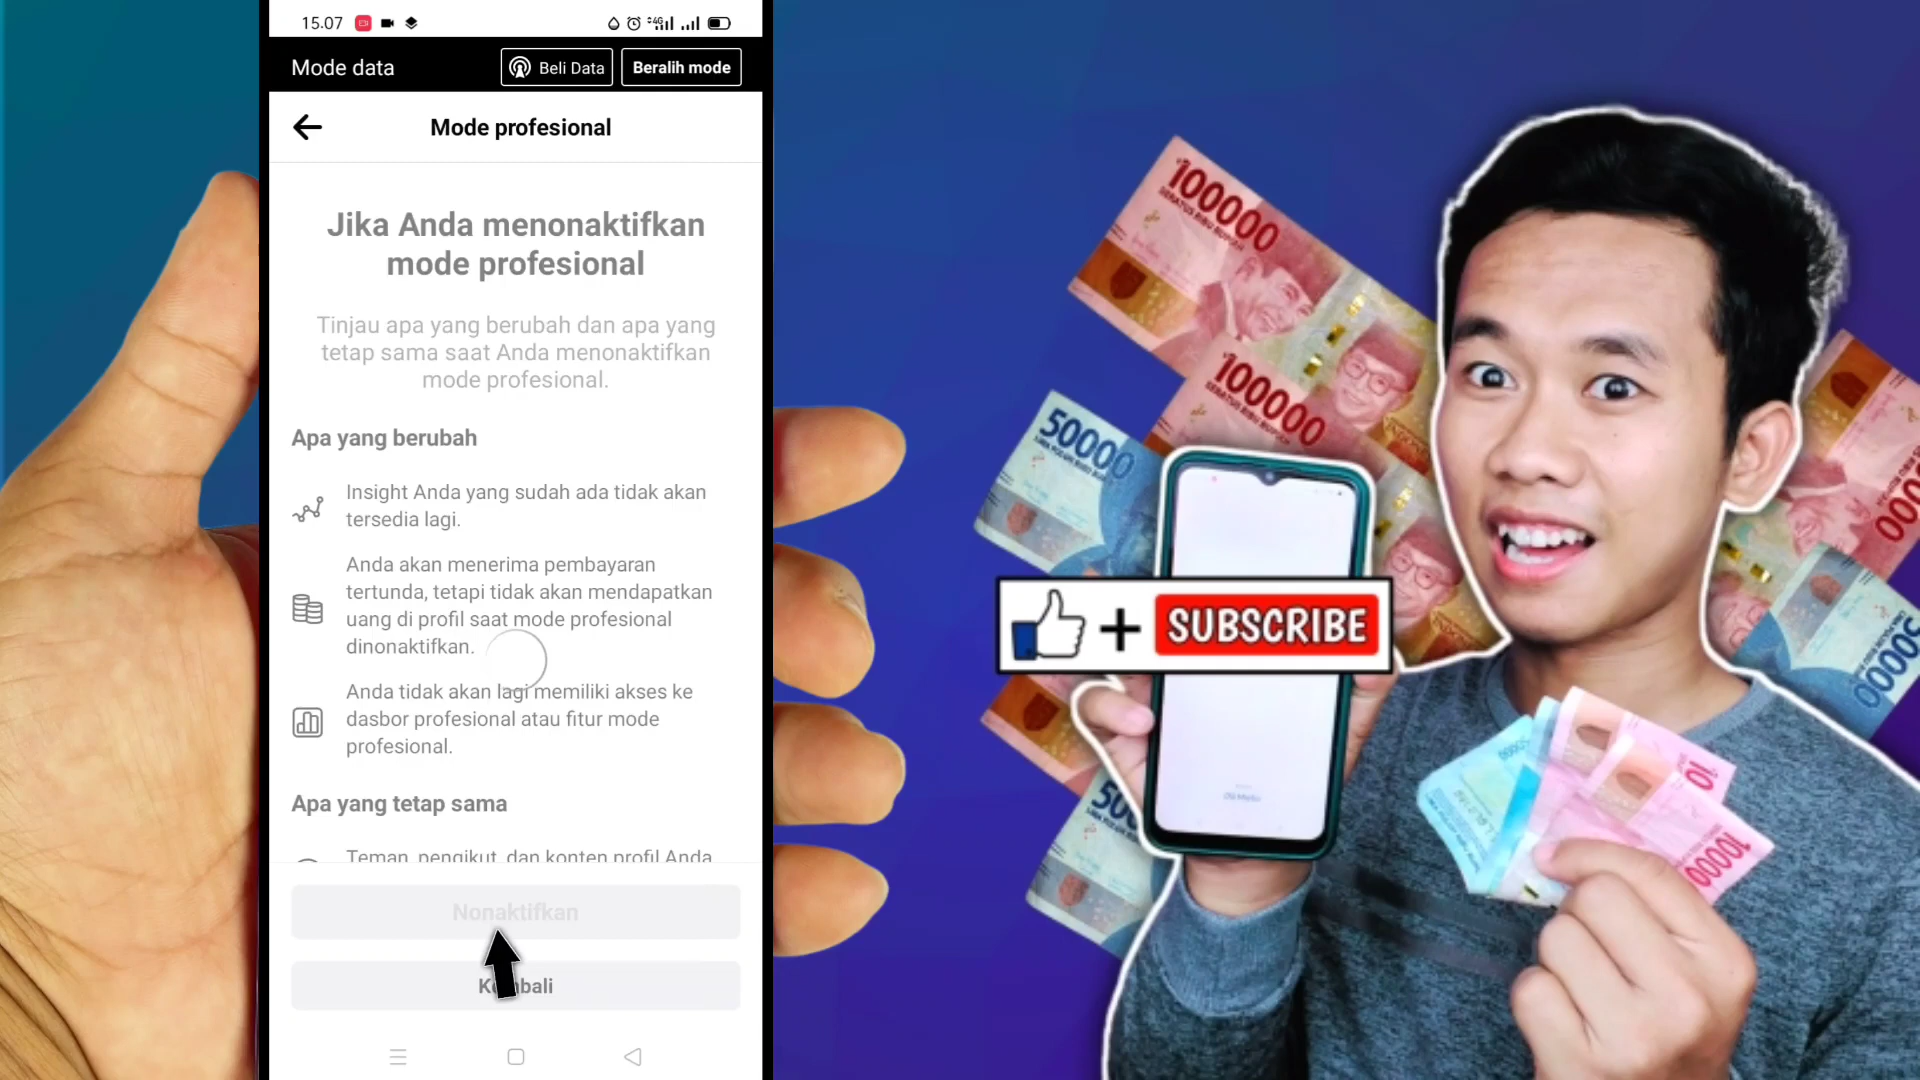 15.07
Mode data
Beli Data
Beralih mode
Mode profesional
Jika Anda menonaktifkan
mode profesional
Tinjau apa yang berubah dan apa yang
tetap sama saat Anda menonaktifkan
mode profesional.
Apa yang berubah
Insight Anda yang sudah ada tidak akan
tersedia lagi.
Anda akan menerima pembayaran
tertunda, tetapi tidak akan mendapatkan
uang di profil saat mode profesional
dinonaktifkan.
Anda tidak akan lagi memiliki akses ke
dasbor profesional atau fitur mode
profesional.
Apa yang tetap sama
Teman, pengikut, dan konten profil Anda
Nonaktifkan
100000
SERATUS RIBU RUPIAH
100000
50000
+ SUBSCRIBE